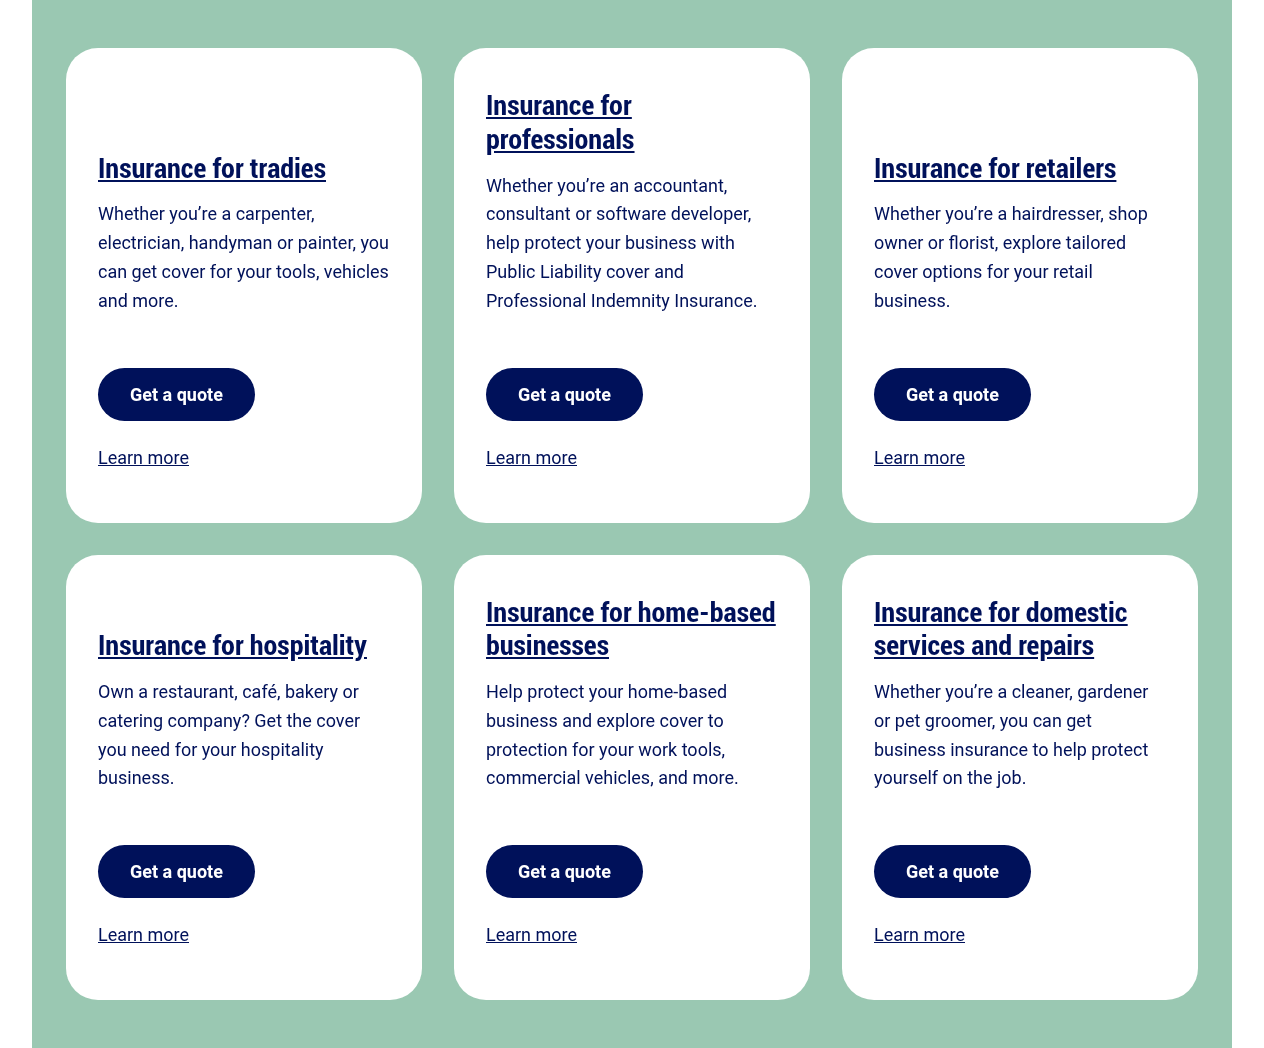 Insurance for tradies
Whether you’re a carpenter,
electrician, handyman or painter, you
can get cover for your tools, vehicles
and more.
Get a quote
Learn more
Insurance for
professionals
Whether you’re an accountant,
consultant or software developer,
help protect your business with
Public Liability cover and
Professional Indemnity Insurance.
Get a quote
Learn more
Insurance for retailers
Whether you’re a hairdresser, shop
owner or florist, explore tailored
cover options for your retail
business.
Get a quote
Learn more
Insurance for hospitality
Own a restaurant, café, bakery or
catering company? Get the cover
you need for your hospitality
business.
Get a quote
Learn more
Insurance for home-based
businesses
Help protect your home-based
business and explore cover to
protection for your work tools,
commercial vehicles, and more.
Get a quote
Learn more
Insurance for domestic
services and repairs
Whether you’re a cleaner, gardener
or pet groomer, you can get
business insurance to help protect
yourself on the job.
Get a quote
Learn more